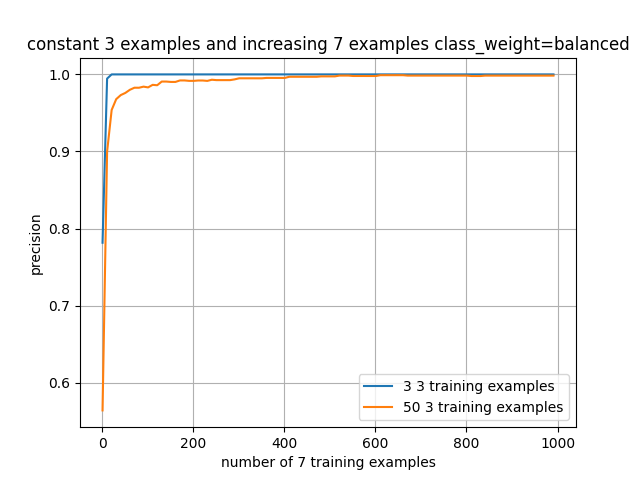 constant 3 examples and increasing 7 examples class_weight=balanced
1.0
0.9
0.8
0.7
0.6
precision
3 3 training examples
50 3 training examples
0
200
400
600
800
1000
number of 7 training examples